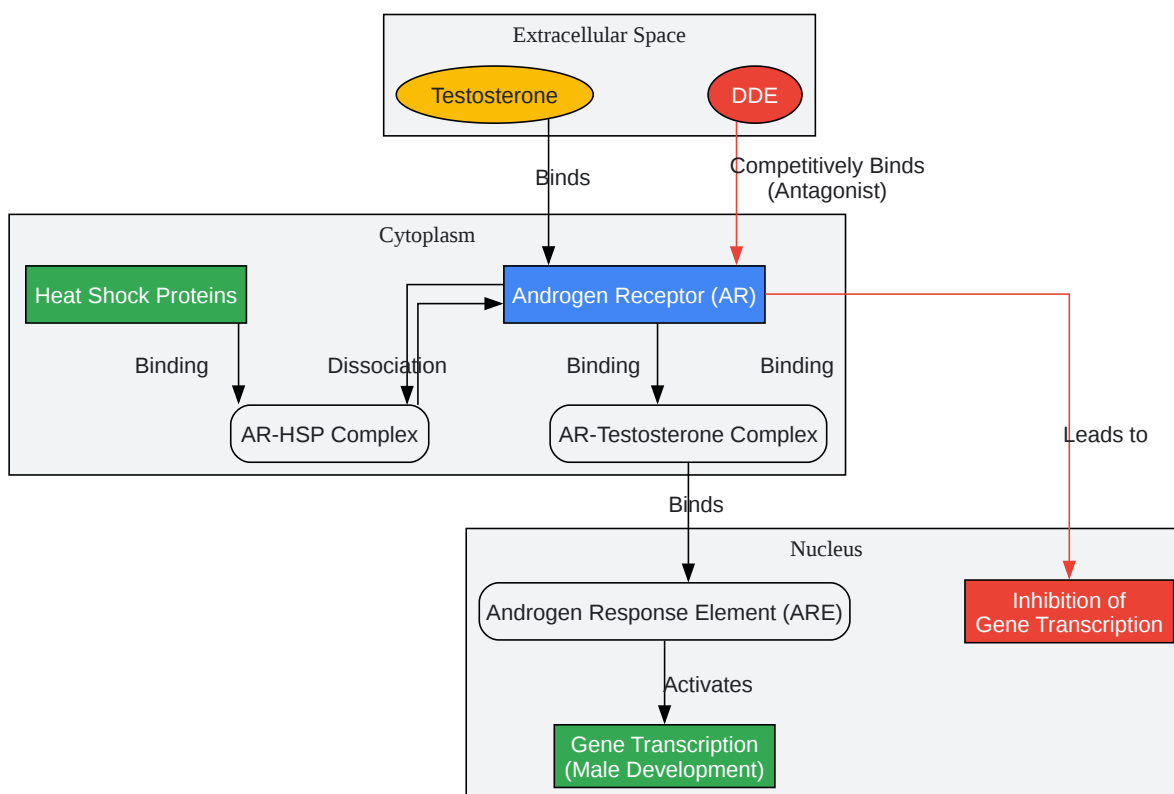 Extracellular Space
Testosterone
DDE
Binds
Competitively Binds
(Antagonist)
Cytoplasm
Heat Shock Proteins
Androgen Receptor (AR)
Binding
Dissociation
Binding
Binding
AR-HSP Complex
AR-Testosterone Complex
Leads to
Binds
Nucleus
Androgen Response Element (ARE)
Inhibition of
Gene Transcription
Activates
Gene Transcription
(Male Development)